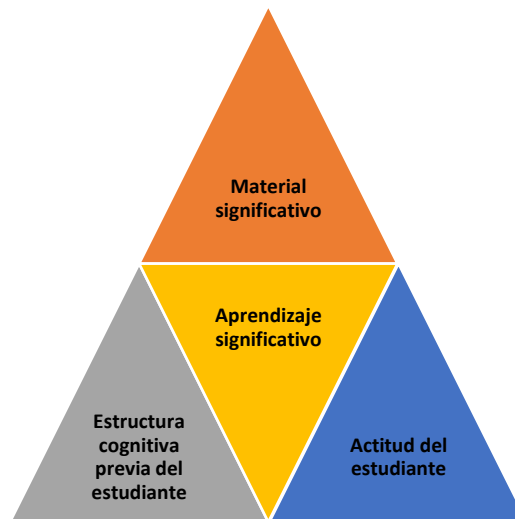 Material
significativo
Aprendizaje
significativo
Estructura
cognitiva
previa del
estudiante
Actitud del
estudiante